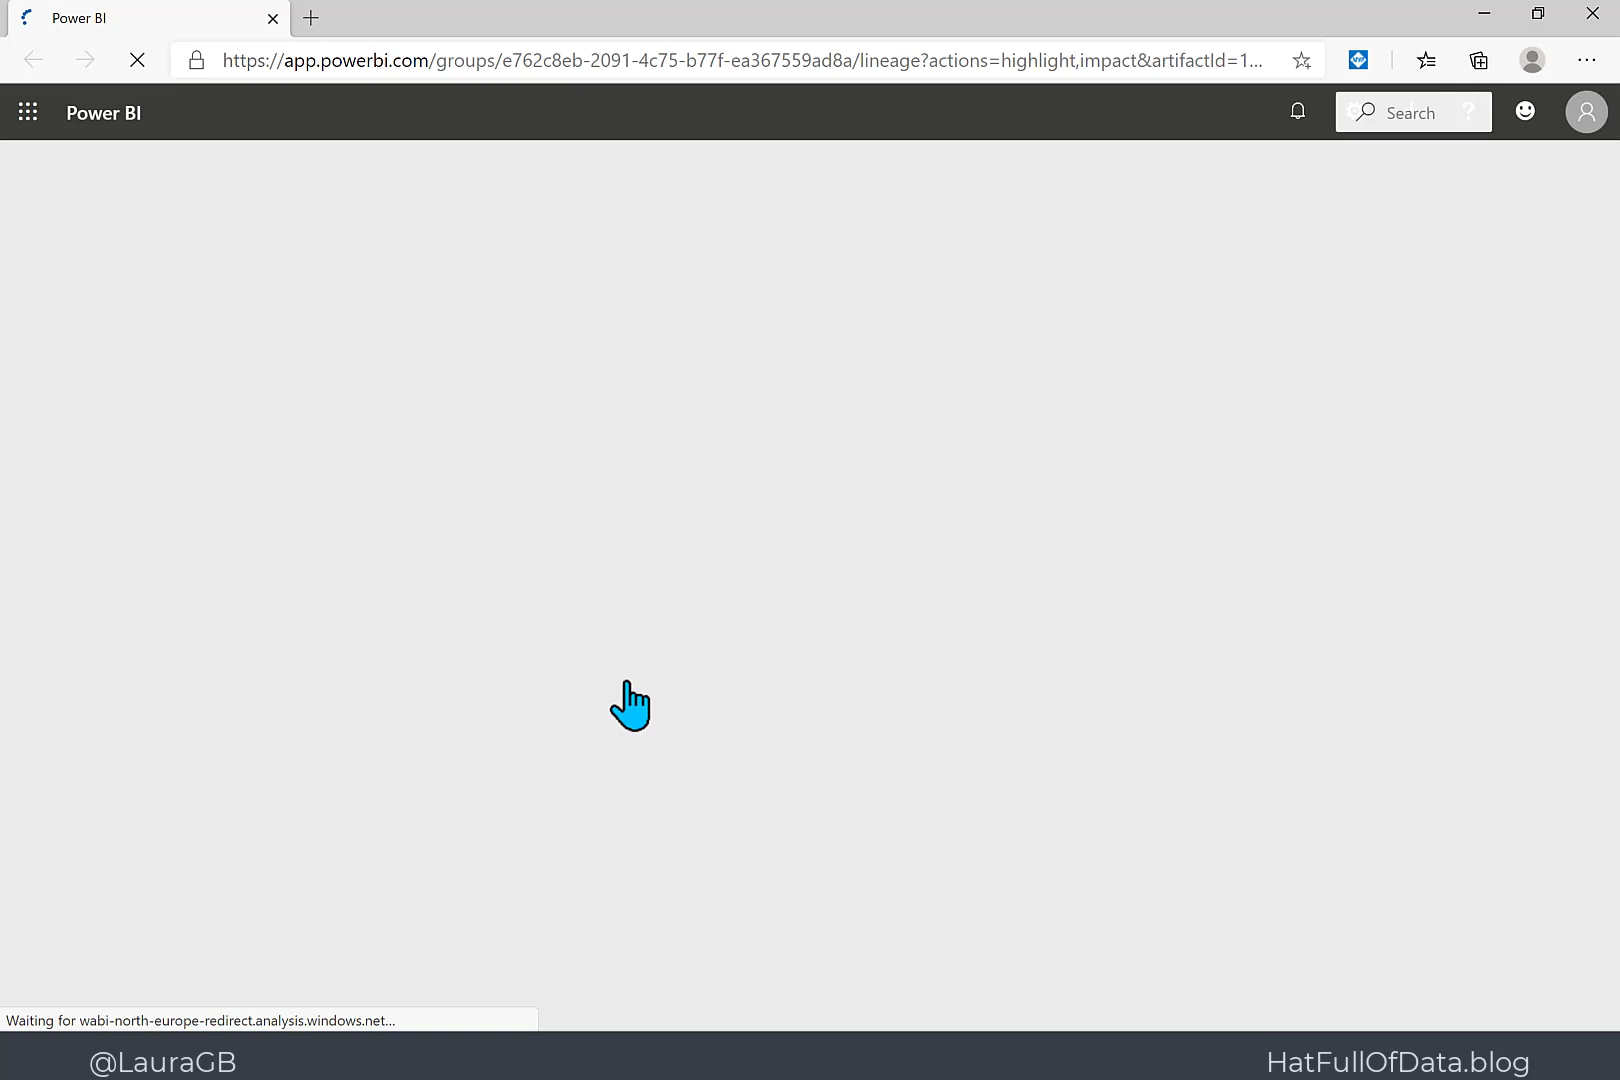 Power BI
https://app.powerbi.com/groups/e762c8eb-2091-4c75-b77f-ea367559ad8a/lineage?actions=highlight,impact&artifactId=1...
Power BI
Search
?
Waiting for wabi-north-europe-redirect.analysis.windows.net...
@LauraGB
HatFullOfData.blog